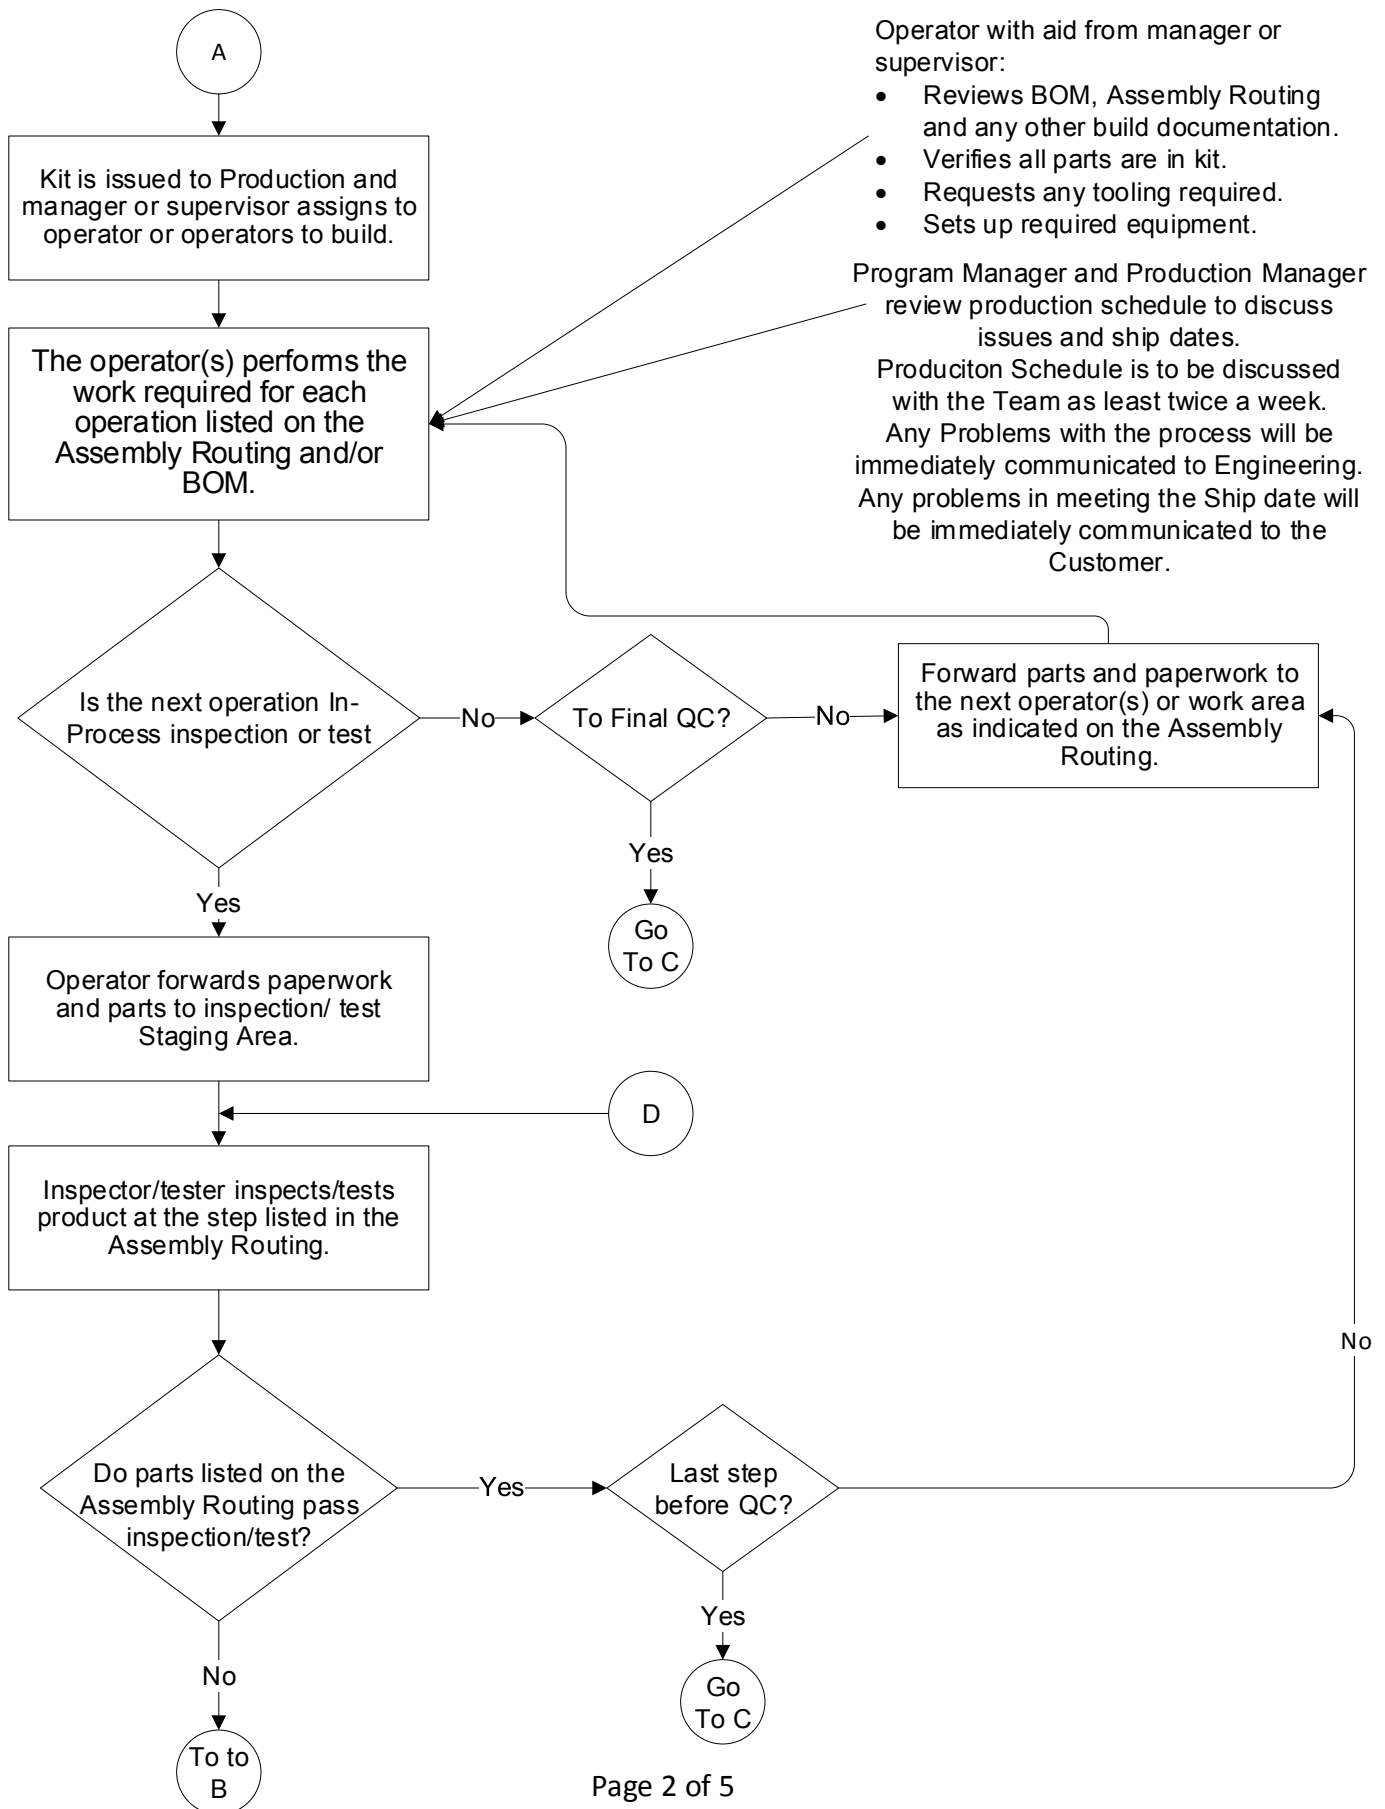 A
Operator with aid from manager or
supervisor:
• Reviews BOM, Assembly Routing
and any other build documentation.
• Verifies all parts are in kit.
• Requests any tooling required.
• Sets up required equipment.
Kit is issued to Production and
manager or supervisor assigns to
operator or operators to build.
Program Manager and Production Manager
review production schedule to discuss
issues and ship dates.
Produciton Schedule is to be discussed
with the Team as least twice a week.
Any Problems with the process will be
immediately communicated to Engineering.
Any problems in meeting the Ship date will
be immediately communicated to the
Customer.
The operator(s) performs the
work required for each
operation listed on the
Assembly Routing and/or
BOM.
Is the next operation In-
Process inspection or test
No
To Final QC?
No
Forward parts and paperwork to
the next operator(s) or work area
as indicated on the Assembly
Routing.
Yes
Go
To C
Yes
Operator forwards paperwork
and parts to inspection/ test
Staging Area.
D
Inspector/tester inspects/tests
product at the step listed in the
Assembly Routing.
No
Do parts listed on the
Assembly Routing pass
inspection/test?
Yes
Last step
before QC?
Yes
Go
To C
No
To to
B
Page 2 of 5